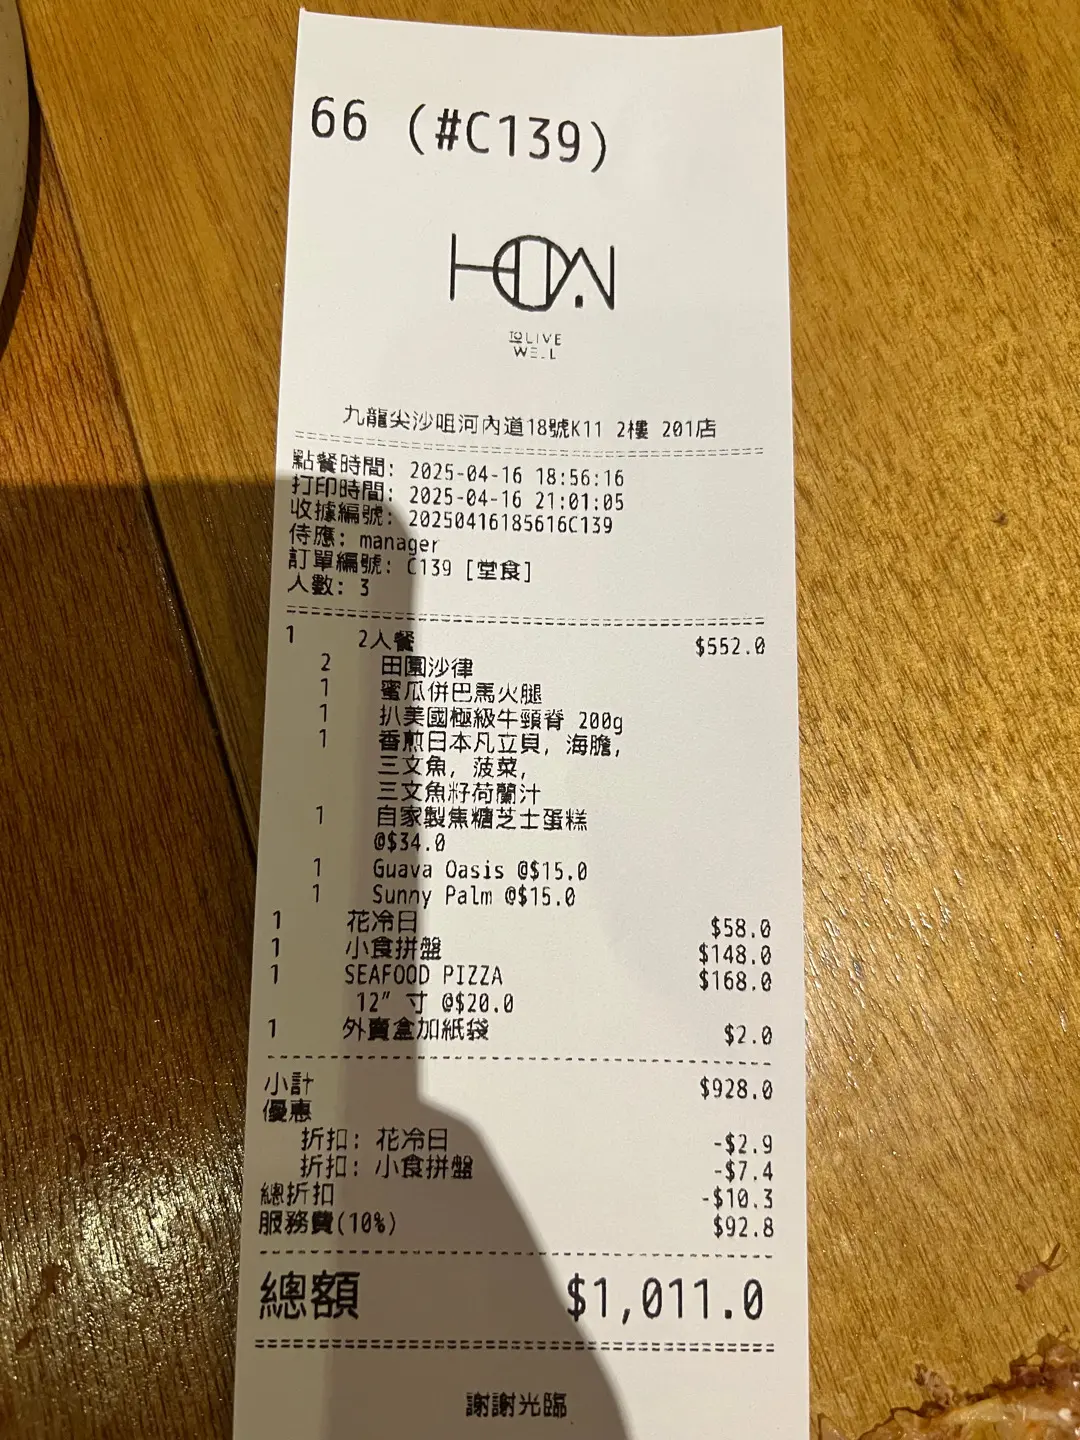 66 (#C139)
HOW
TO LIVE
WELL
九龍尖沙咀河內道18號K11 2樓 201店
點餐時間: 2025-04-16 18:56:16
打印時間: 2025-04-16 21:01:05
收據編號: 20250416185616C139
侍應: manager
訂單編號: C139 [堂食]
人數: 3
1 2人餐 $552.0
2 田園沙律
1 蜜瓜併巴馬火腿
1 扒美國極級牛頸脊 200g
1 香煎日本凡立貝, 海膽,
三文魚, 菠菜,
三文魚籽荷蘭汁
1 自家製焦糖芝士蛋糕
@$34.0
1 Guava Oasis @$15.0
1 Sunny Palm @$15.0
1 花冷日 $58.0
1 小食拼盤 $148.0
1 SEAFOOD PIZZA $168.0
12" 寸 @$20.0
1 外賣盒加紙袋 $2.0
小計 $928.0
優惠
折扣: 花冷日 -$2.9
折扣: 小食拼盤 -$7.4
總折扣 -$10.3
服務費(10%) $92.8
總額 $1,011.0
謝謝光臨